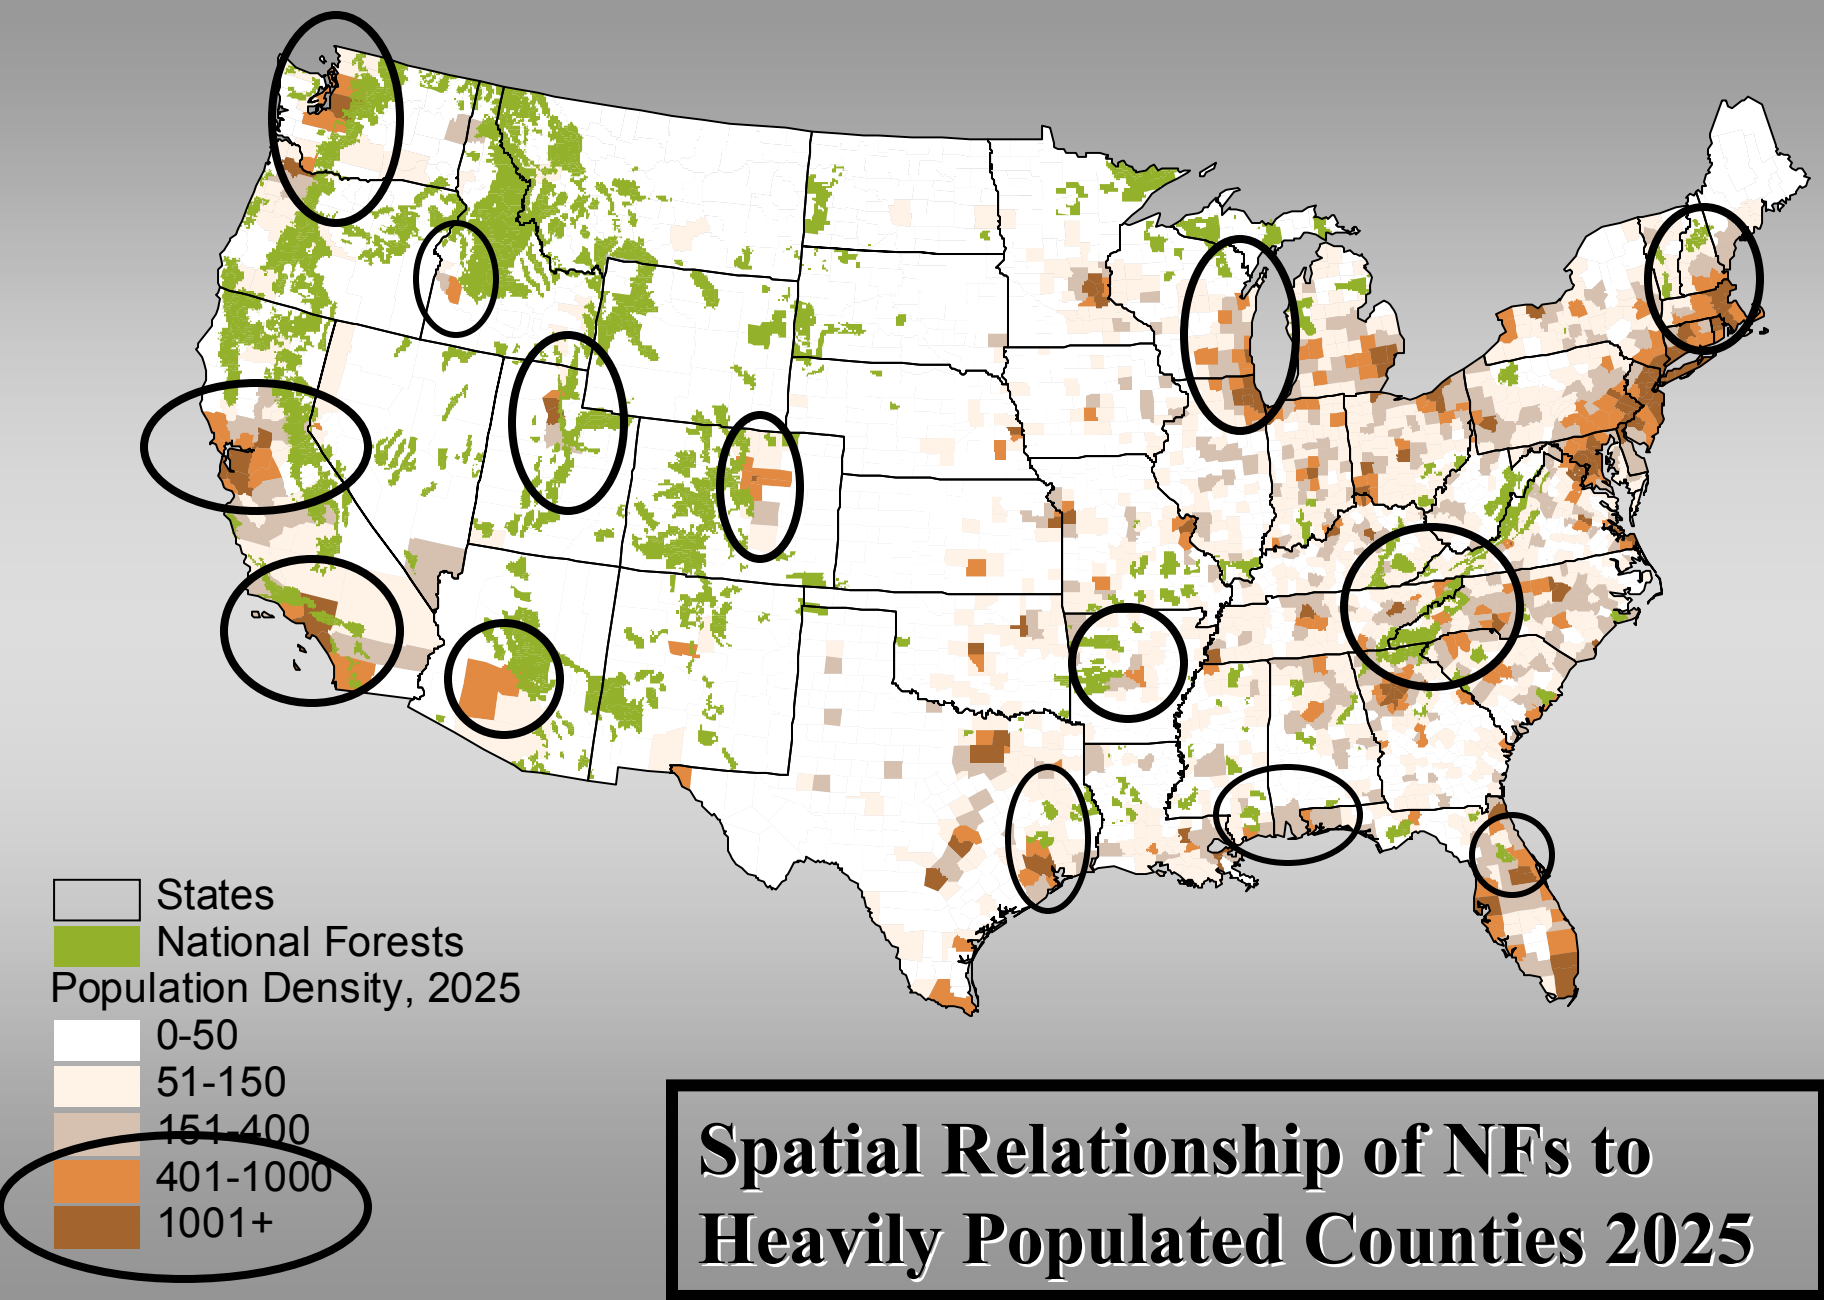 States
National Forests
Population Density, 2025
0-50
51-150
151-400
401-1000
1001+
Spatial Relationship of NFs to
Heavily Populated Counties 2025